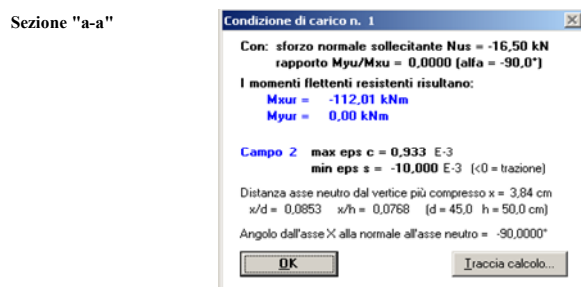 Sezione "a-a"
Condizione di carico n. 1
Con: sforzo normale sollecitante Nus = -16,50 kN
rapporto Myu/Mxu = 0,0000 (alfa = -90,0°)
I momenti flettenti resistenti risultano:
Mxur = -112,01 kNm
Myur = 0,00 kNm
Campo 2 max eps c = 0,933 E-3
min eps s = -10,000 E-3 (<0 = trazione)
Distanza asse neutro dal vertice più compresso x = 3,84 cm
x/d = 0,0853 x/h = 0,0768 (d = 45,0 h = 50,0 cm)
Angolo dall'asse X alla normale all'asse neutro = -90,0000°
OK
Traccia calcolo...